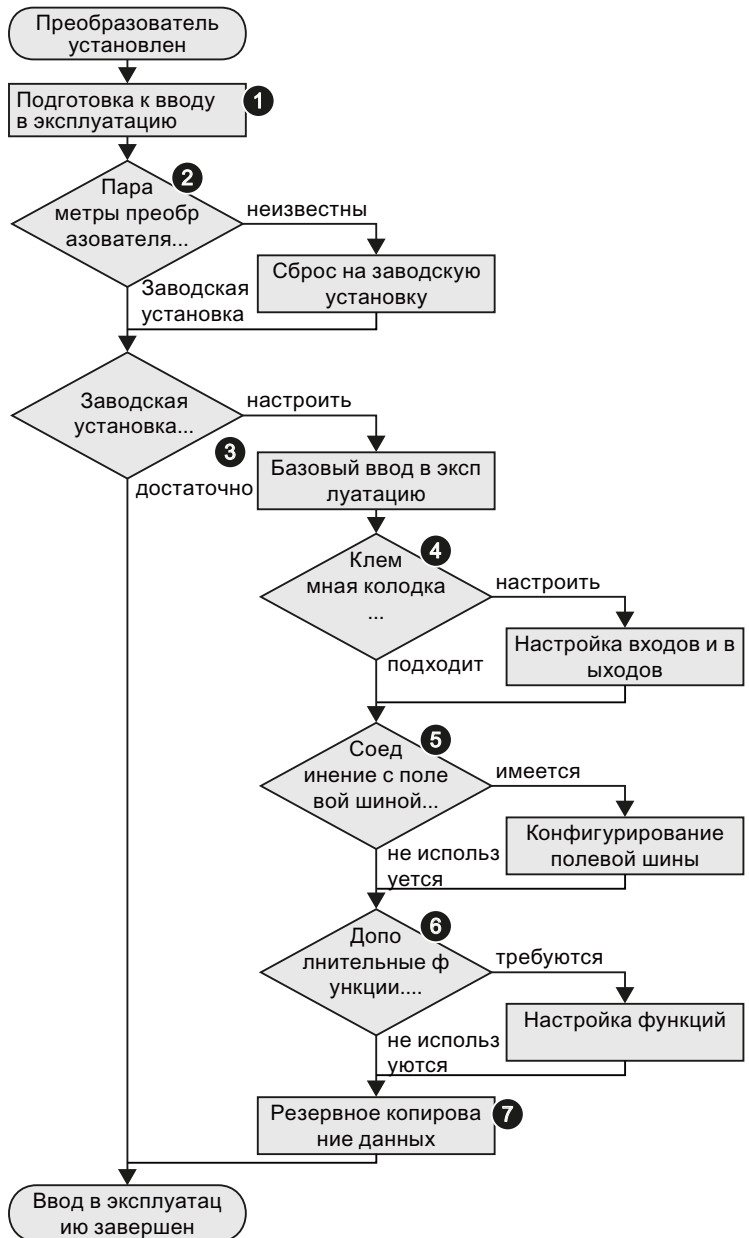 Преобразователь
установлен
Подготовка к вводу
в эксплуатацию
1
2
Пара
метры преобр
азователя...
неизвестны
Сброс на заводскую
установку
Заводская
установка
Заводская
установка...
настроить
3
достаточно
Базовый ввод в эксп
луатацию
4
Клем
мная колодка
...
настроить
Настройка входов и в
ыходов
подходит
5
Соед
инение с поле
вой шиной...
имеется
Конфигурирование
полевой шины
не использ
уется
6
Допо
лнительные ф
ункции....
требуются
Настройка функций
не использ
уются
Резервное копирова
ние данных
7
Ввод в эксплуатац
ию завершен